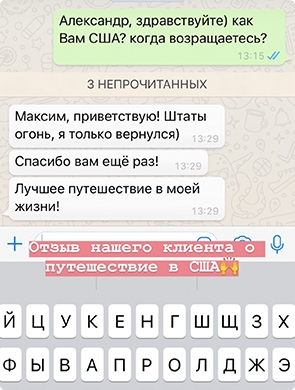 Александр, здравствуйте) как
Вам США? когда возращаетесь?
13:15
3 НЕПРОЧИТАННЫХ
Максим, приветствую! Штаты
огонь, я только вернулся)
13:29
Спасибо вам ещё раз!
13:29
Лучшее путешествие в моей
жизни!
13:29
Отзыв нашего клиента о
путешествие в США🙌
Й Ц У К Е Н Г Ш Щ З Х
Ф Ы В А П Р О Л Д Ж Э